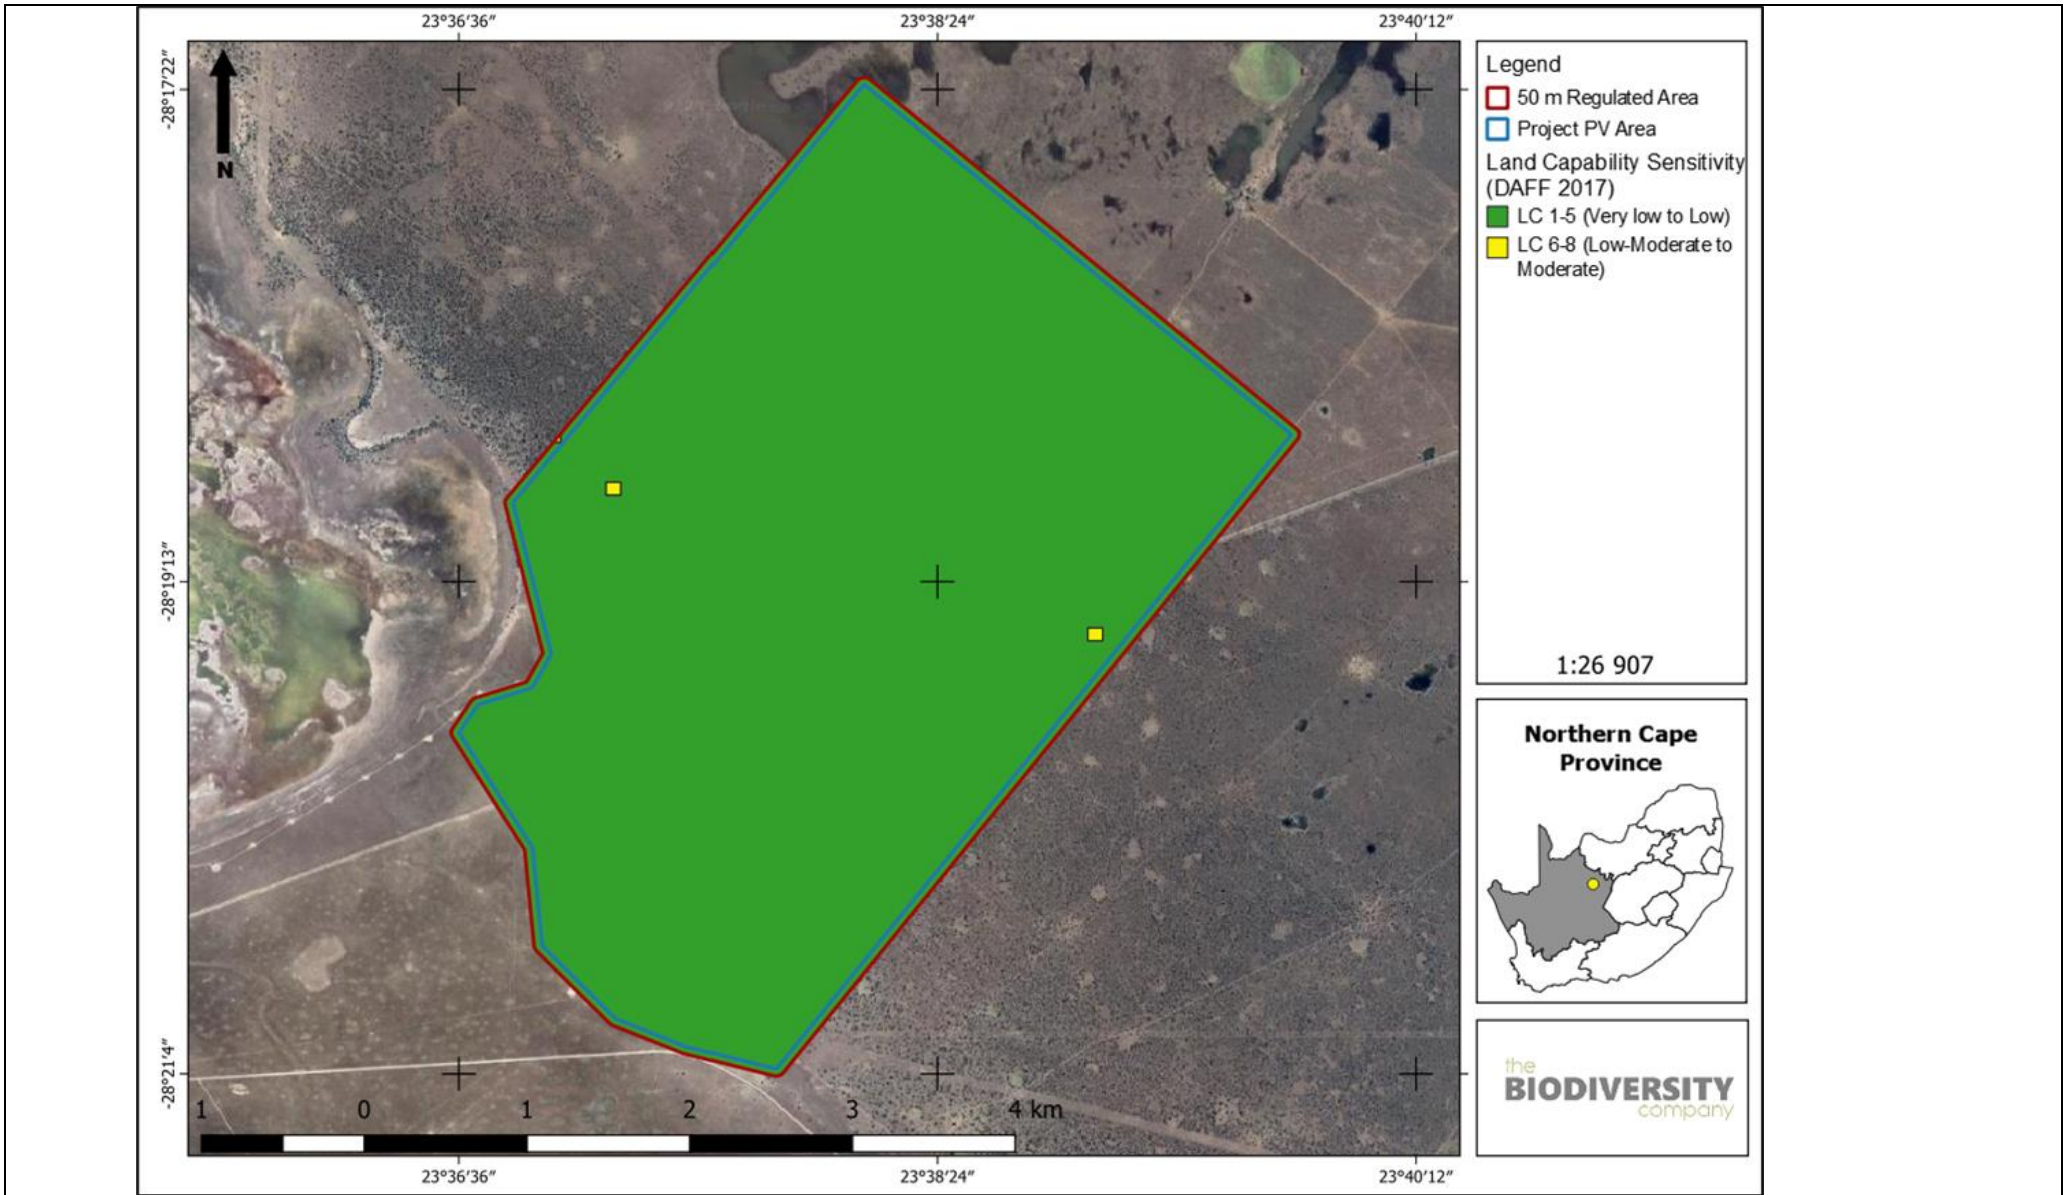 23°36'36" 23°38'24" 23°40'12"
-28°17'22"
-28°19'13"
-28°21'4"
N
1 0 1 2 3 4 km
23°36'36" 23°38'24" 23°40'12"
Legend
50 m Regulated Area
Project PV Area
Land Capability Sensitivity
(DAFF 2017)
LC 1-5 (Very low to Low)
LC 6-8 (Low-Moderate to
Moderate)
1:26 907
Northern Cape
Province
the
BIODIVERSITY
company